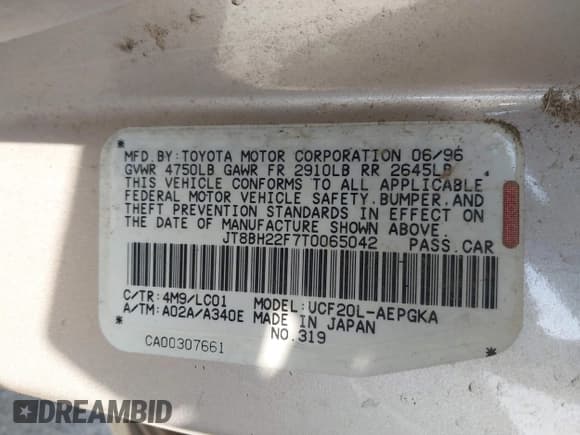 MFD.BY:TOYOTA MOTOR CORPORATION 06/96
GVWR 4750LB GAWR FR 2910LB RR 2645LB
THIS VEHICLE CONFORMS TO ALL APPLICABLE
FEDERAL MOTOR VEHICLE SAFETY.BUMPER.AND
THEFT PREVENTION STANDARDS IN EFFECT ON
THE DATE OF MANUFACTURE SHOWN ABOVE.
JT8BH22F7T0065042 PASS.CAR
C/TR:4M9/LC01 MODEL:UCF20L-AEPGKA
A/TM:A02A/A340E MADE IN JAPAN
NO.319
CA00307661
DREAMBID